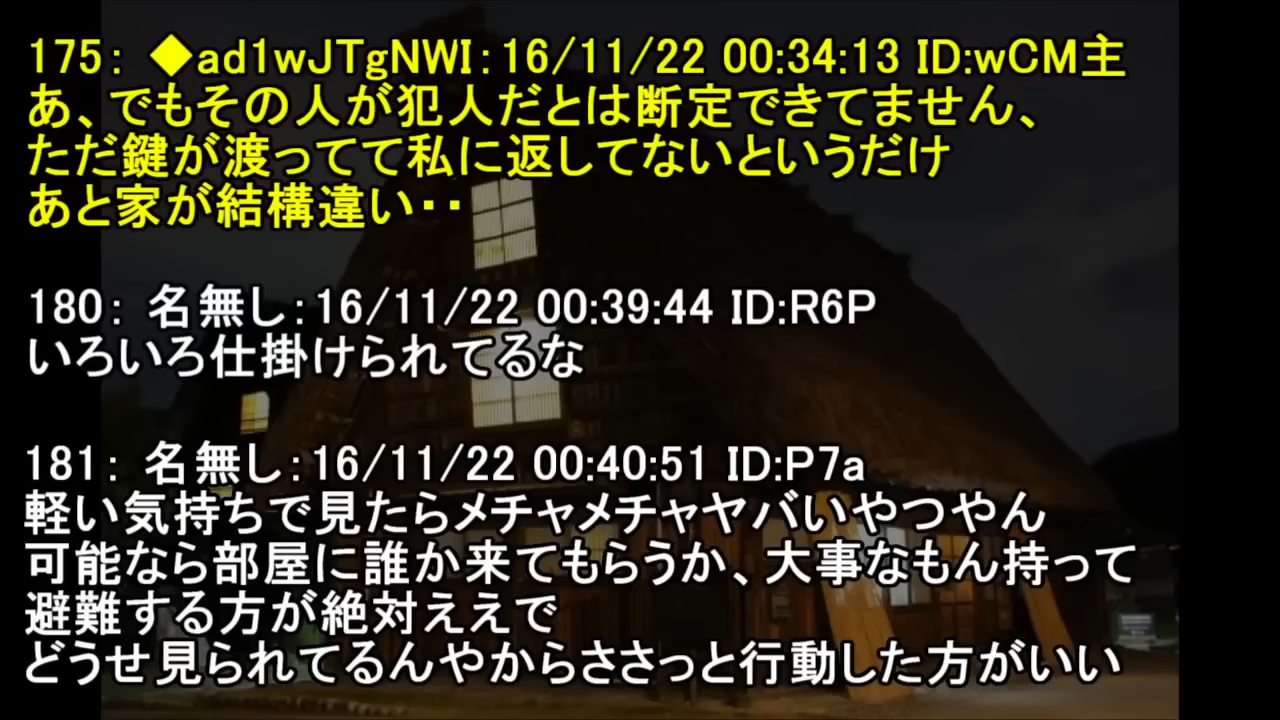 175： ◆ad1wJTgNWI：16/11/22 00:34:13 ID:wCM主
あ、でもその人が犯人だとは断定できてません、
ただ鍵が渡ってて私に返してないというだけ
あと家が結構違い・・
180： 名無し：16/11/22 00:39:44 ID:R6P
いろいろ仕掛けられてるな
181： 名無し：16/11/22 00:40:51 ID:P7a
軽い気持ちで見たらメチャメチャヤバいやつやん
可能なら部屋に誰か来てもらうか、大事なもん持って
避難する方が絶対ええで
どうせ見られてるんやからささっと行動した方がいい